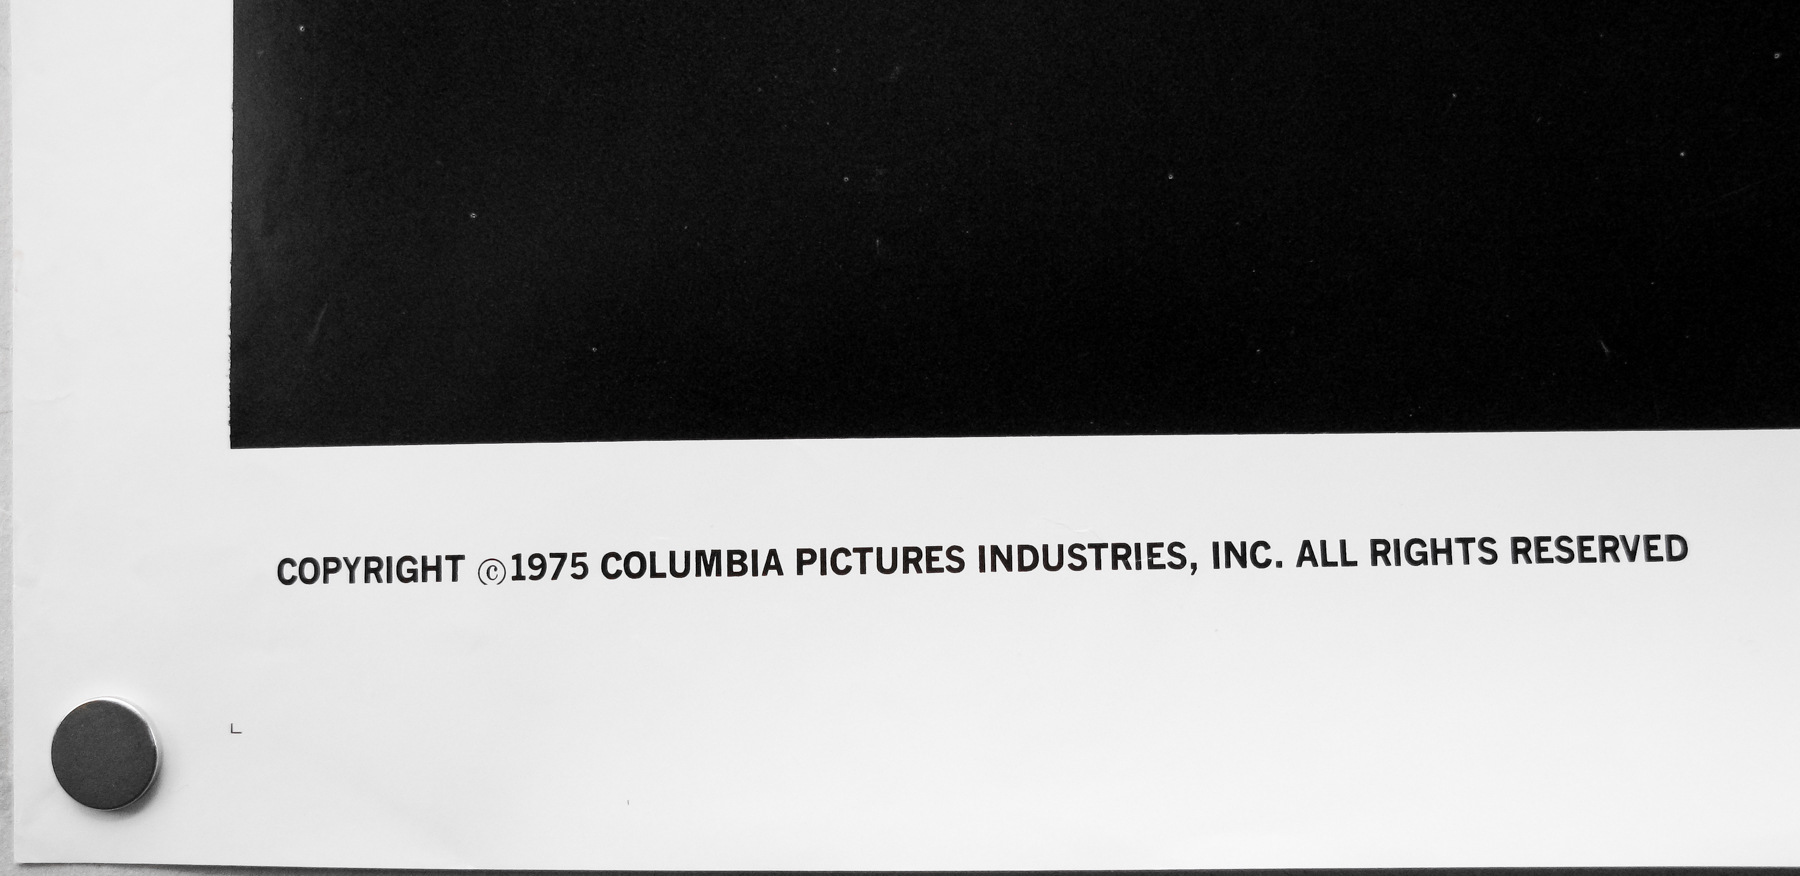 COPYRIGHT ©1975 COLUMBIA PICTURES INDUSTRIES, INC. ALL RIGHTS RESERVED